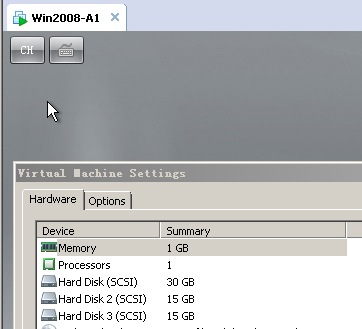 Win2008-A1
CH
Virtual Machine Settings
Hardware Options
Device Summary
Memory 1 GB
Processors 1
Hard Disk (SCSI) 30 GB
Hard Disk 2 (SCSI) 15 GB
Hard Disk 3 (SCSI) 15 GB